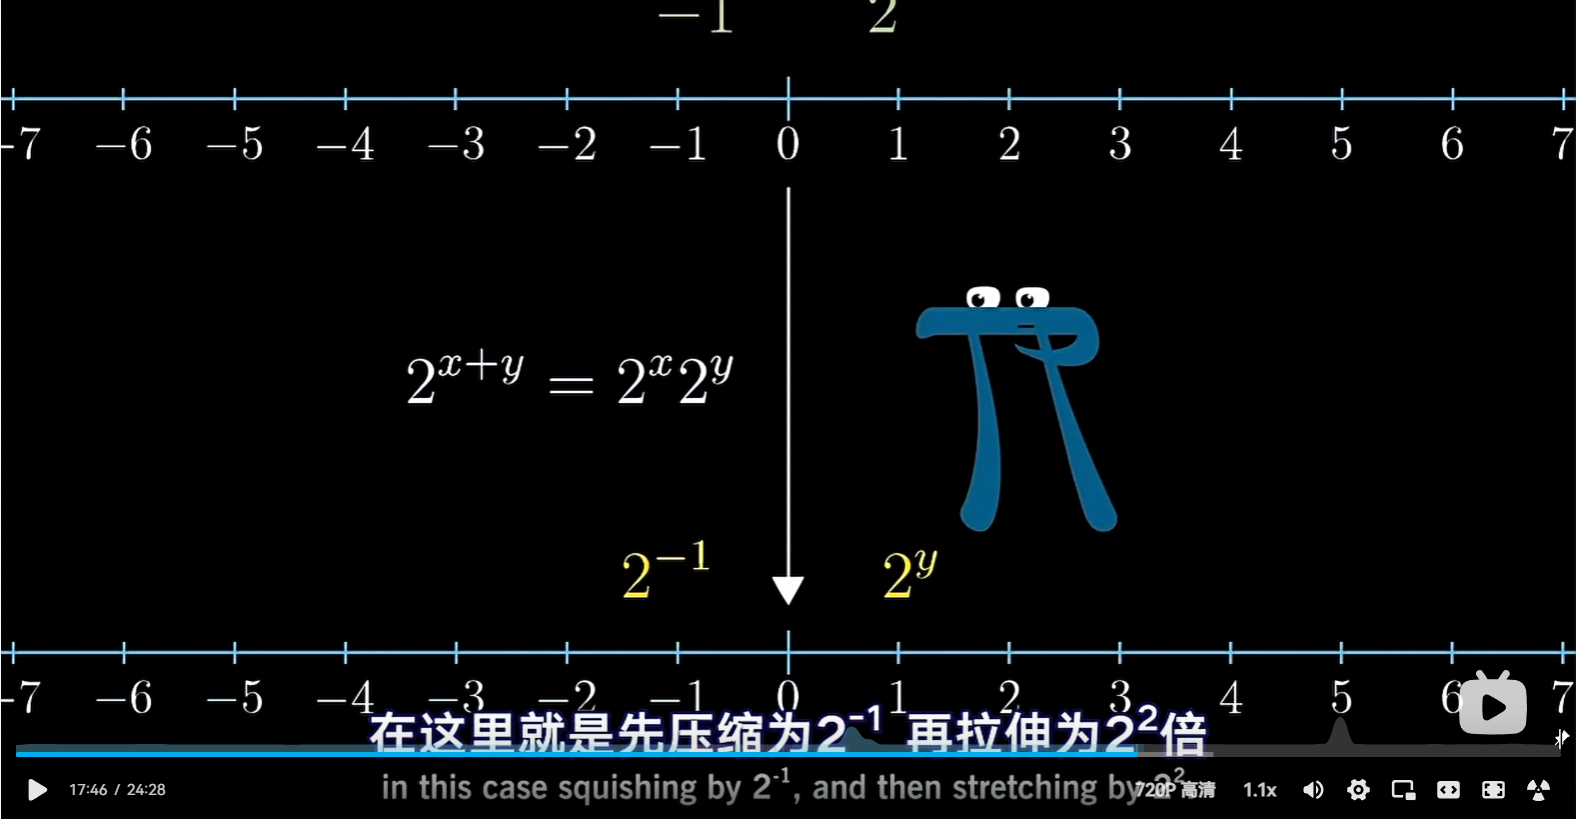 −1 2
-7 −6 −5 −4 −3 −2 −1 0 1 2 3 4 5 6 7
2^{x+y} = 2^x 2^y
2^{−1} 2^y
-7 −6 −5 −4 −3 −2 −1 0 1 2 3 4 5 6 7
在这里就是先压缩为2^{-1} 再拉伸为2^2倍
in this case squishing by 2^{-1}, and then stretching by 2^2
17:46 / 24:28 720P 高清 1.1x